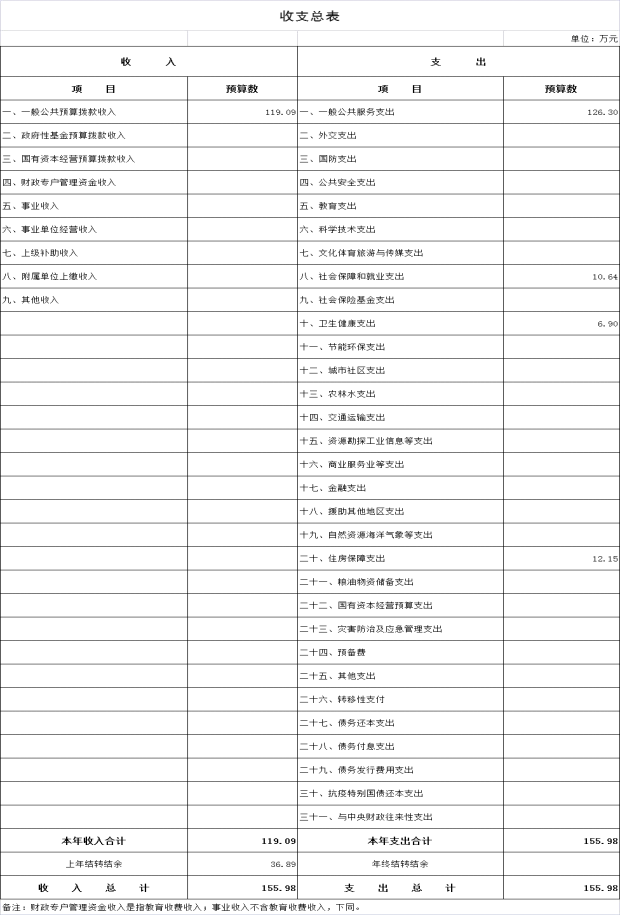 收支总表
单位：万元
收　　　入 支　　　出
项　　目 预算数 项　　目 预算数
一、一般公共预算拨款收入 119.09 一、一般公共服务支出 126.30
二、政府性基金预算拨款收入 二、外交支出
三、国有资本经营预算拨款收入 三、国防支出
四、财政专户管理资金收入 四、公共安全支出
五、事业收入 五、教育支出
六、事业单位经营收入 六、科学技术支出
七、上级补助收入 七、文化体育旅游与传媒支出
八、附属单位上缴收入 八、社会保障和就业支出 10.64
九、其他收入 九、社会保险基金支出
十、卫生健康支出 6.90
十一、节能环保支出
十二、城市社区支出
十三、农林水支出
十四、交通运输支出
十五、资源勘探工业信息等支出
十六、商业服务业等支出
十七、金融支出
十八、援助其他地区支出
十九、自然资源海洋气象等支出
二十、住房保障支出 12.15
二十一、粮油物资储备支出
二十二、国有资本经营预算支出
二十三、灾害防治及应急管理支出
二十四、预备费
二十五、其他支出
二十六、转移性支付
二十七、债务还本支出
二十八、债务付息支出
二十九、债务发行费用支出
三十、抗疫特别国债还本支出
三十一、与中央财政往来性支出
本年收入合计 119.09 本年支出合计 155.98
上年结转结余 36.89 年终结转结余
收　入　总　计 155.98 支　出　总　计 155.98
备注：财政专户管理资金收入是指教育收费收入；事业收入不含教育收费收入，下同。